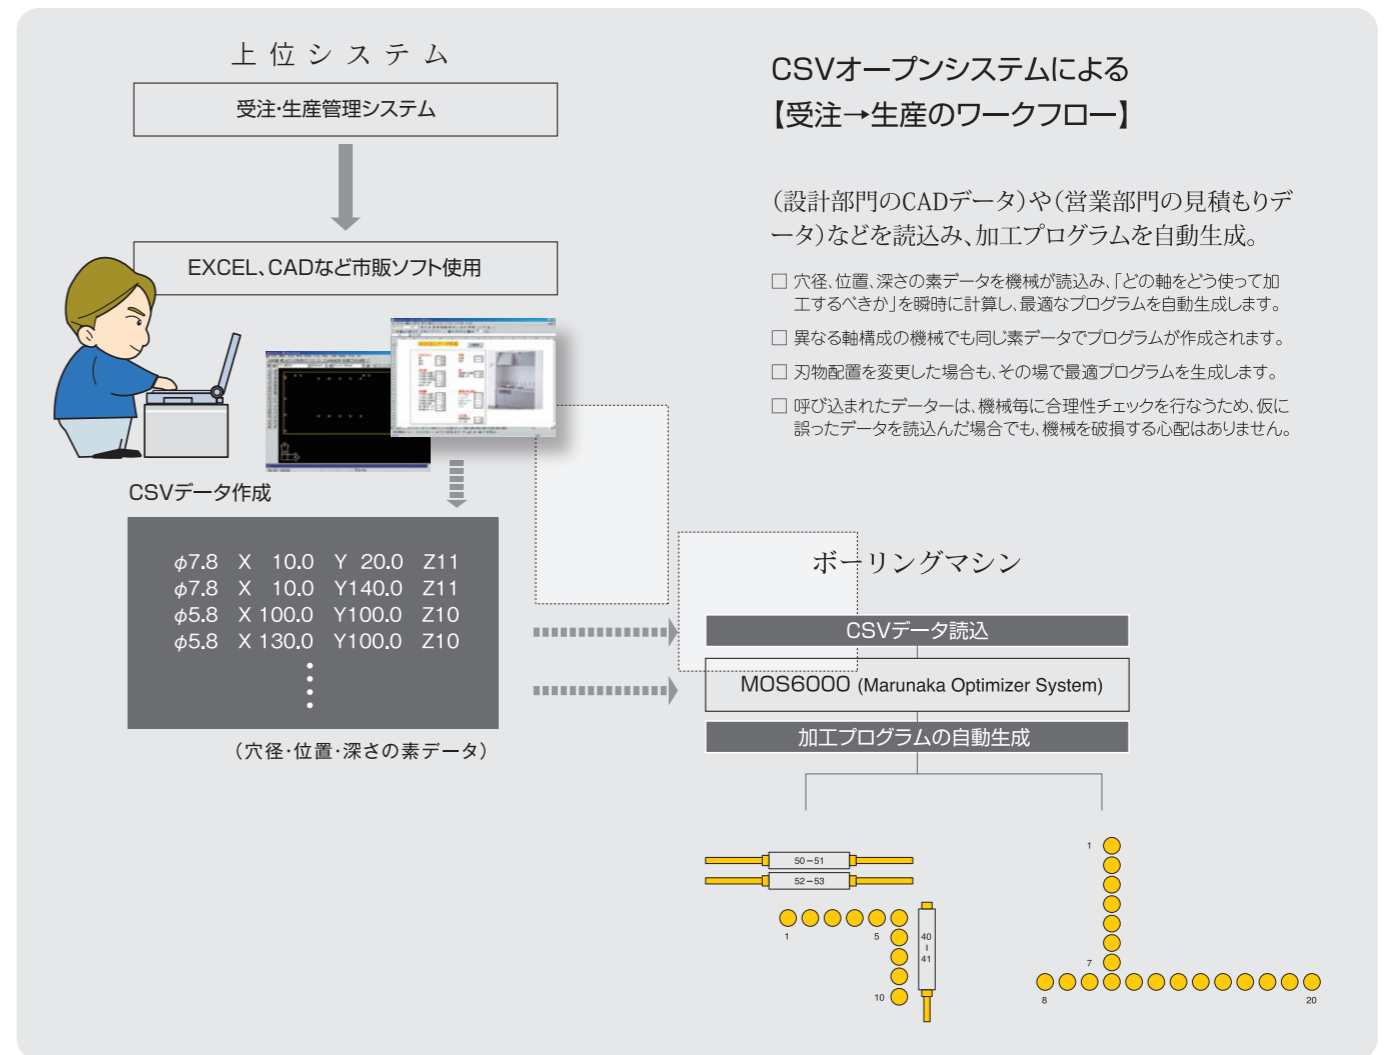 上位システム
受注・生産管理システム
EXCEL、CADなど市販ソフト使用
CSVデータ作成
φ7.8 X 10.0 Y 20.0 Z11
φ7.8 X 10.0 Y140.0 Z11
φ5.8 X 100.0 Y100.0 Z10
φ5.8 X 130.0 Y100.0 Z10
（穴径・位置・深さの素データ）
CSVオープンシステムによる
【受注→生産のワークフロー】
（設計部門のCADデータ）や（営業部門の見積もりデ
ータ）などを読込み、加工プログラムを自動生成。
□ 穴径、位置、深さの素データを機械が読込み、「どの軸をどう使って加
工するべきか」を瞬時に計算し、最適なプログラムを自動生成します。
□ 異なる軸構成の機械でも同じ素データでプログラムが作成されます。
□ 刃物配置を変更した場合も、その場で最適プログラムを生成します。
□ 呼び込まれたデーターは、機械毎に合理性チェックを行なうため、仮に
誤ったデータを読込んだ場合でも、機械を破損する心配はありません。
ボーリングマシン
CSVデータ読込
MOS6000 (Marunaka Optimizer System)
加工プログラムの自動生成
50－51
52－53
1
5
10
40
－
41
1
7
8
20